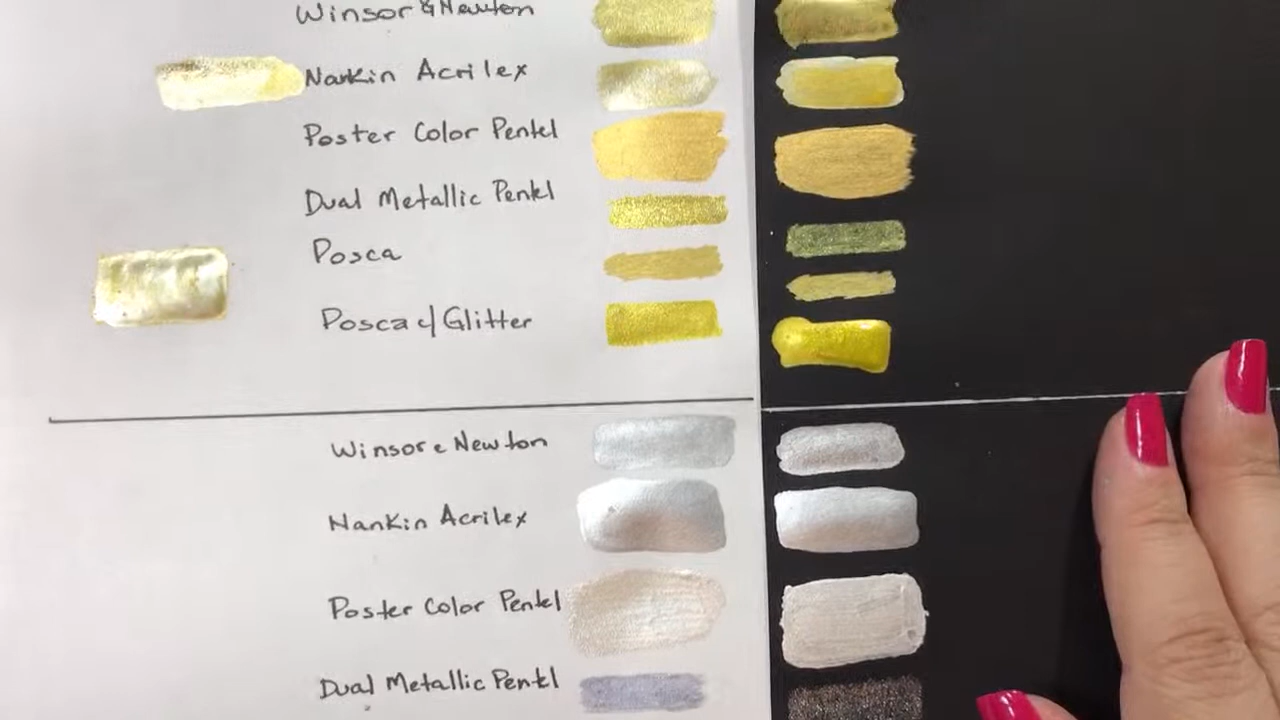 Winsor & Newton
Nankin Acrilex
Poster Color Pentel
Dual Metallic Pentel
Posca
Posca c/Glitter
Winsor e Newton
Nankin Acrilex
Poster Color Pentel
Dual Metallic Pentel